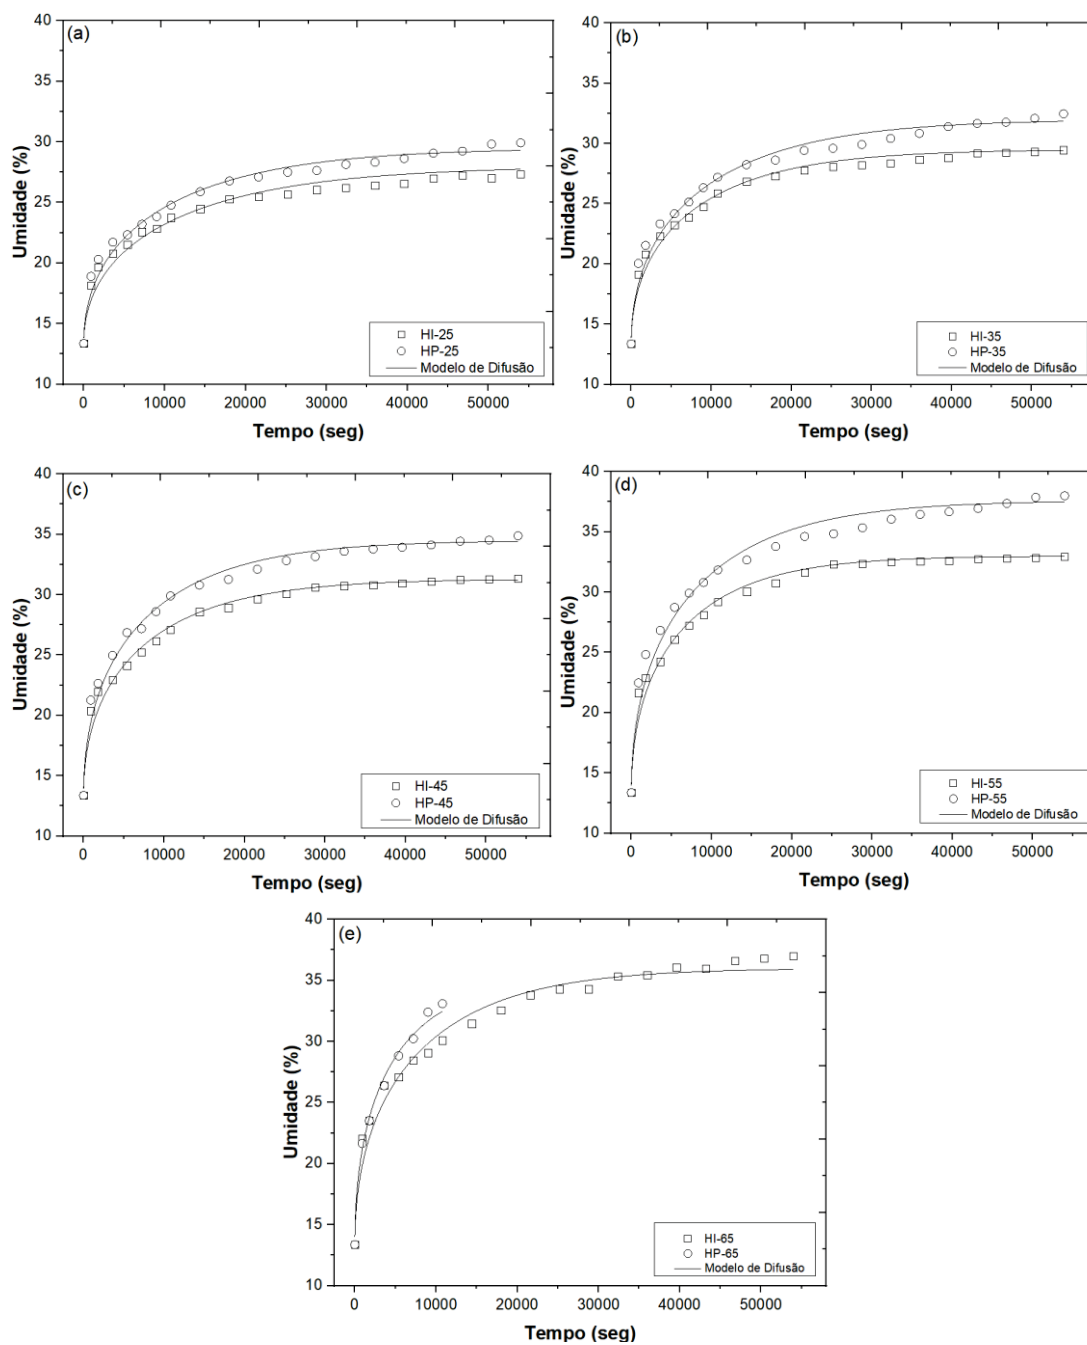 (a)
40
35
30
25
20
15
10
Umidade (%)
HI-25
HP-25
Modelo de Difusão
0 10000 20000 30000 40000 50000
Tempo (seg)
(b)
40
35
30
25
20
15
10
Umidade (%)
HI-35
HP-35
Modelo de Difusão
0 10000 20000 30000 40000 50000
Tempo (seg)
(c)
40
35
30
25
20
15
10
Umidade (%)
HI-45
HP-45
Modelo de Difusão
0 10000 20000 30000 40000 50000
Tempo (seg)
(d)
40
35
30
25
20
15
10
Umidade (%)
HI-55
HP-55
Modelo de Difusão
0 10000 20000 30000 40000 50000
Tempo (seg)
(e)
40
35
30
25
20
15
10
Umidade (%)
HI-65
HP-65
Modelo de Difusão
0 10000 20000 30000 40000 50000
Tempo (seg)